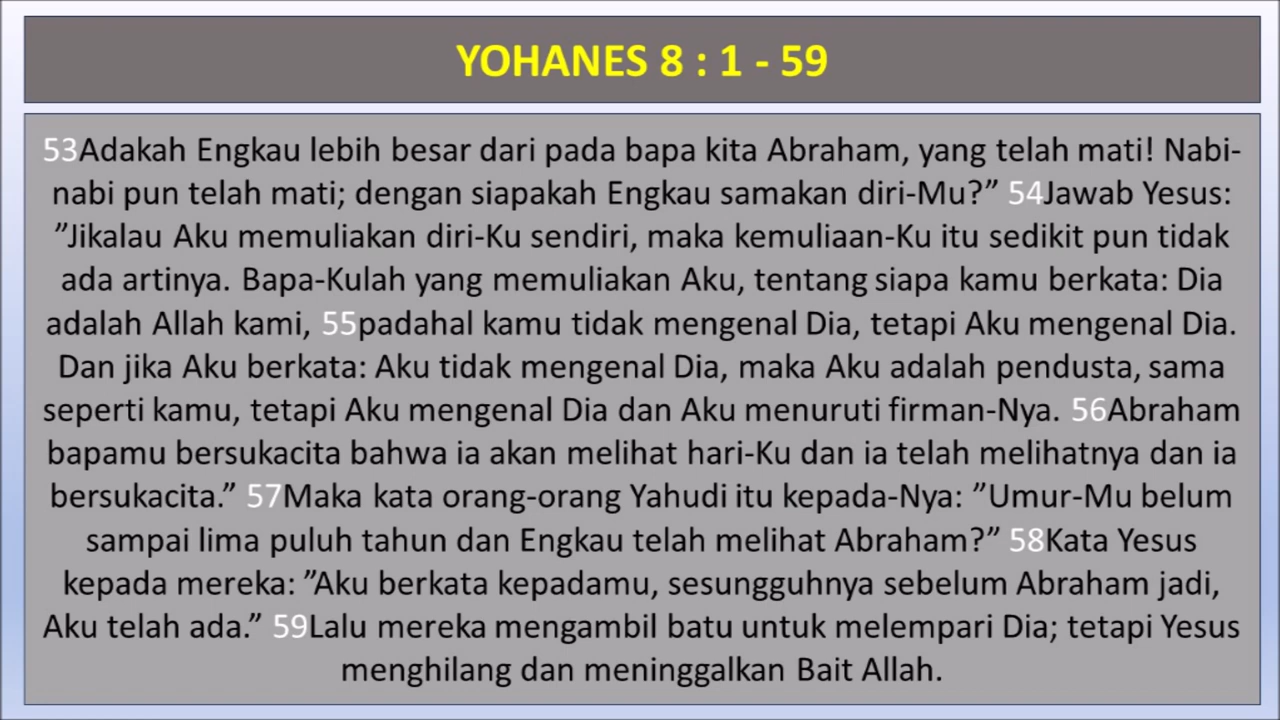 YOHANES 8 : 1 - 59
53Adakah Engkau lebih besar dari pada bapa kita Abraham, yang telah mati! Nabi-
nabi pun telah mati; dengan siapakah Engkau samakan diri-Mu?” 54Jawab Yesus:
”Jikalau Aku memuliakan diri-Ku sendiri, maka kemuliaan-Ku itu sedikit pun tidak
ada artinya. Bapa-Kulah yang memuliakan Aku, tentang siapa kamu berkata: Dia
adalah Allah kami, 55padahal kamu tidak mengenal Dia, tetapi Aku mengenal Dia.
Dan jika Aku berkata: Aku tidak mengenal Dia, maka Aku adalah pendusta, sama
seperti kamu, tetapi Aku mengenal Dia dan Aku menuruti firman-Nya. 56Abraham
bapamu bersukacita bahwa ia akan melihat hari-Ku dan ia telah melihatnya dan ia
bersukacita.” 57Maka kata orang-orang Yahudi itu kepada-Nya: ”Umur-Mu belum
sampai lima puluh tahun dan Engkau telah melihat Abraham?” 58Kata Yesus
kepada mereka: ”Aku berkata kepadamu, sesungguhnya sebelum Abraham jadi,
Aku telah ada.” 59Lalu mereka mengambil batu untuk melempari Dia; tetapi Yesus
menghilang dan meninggalkan Bait Allah.